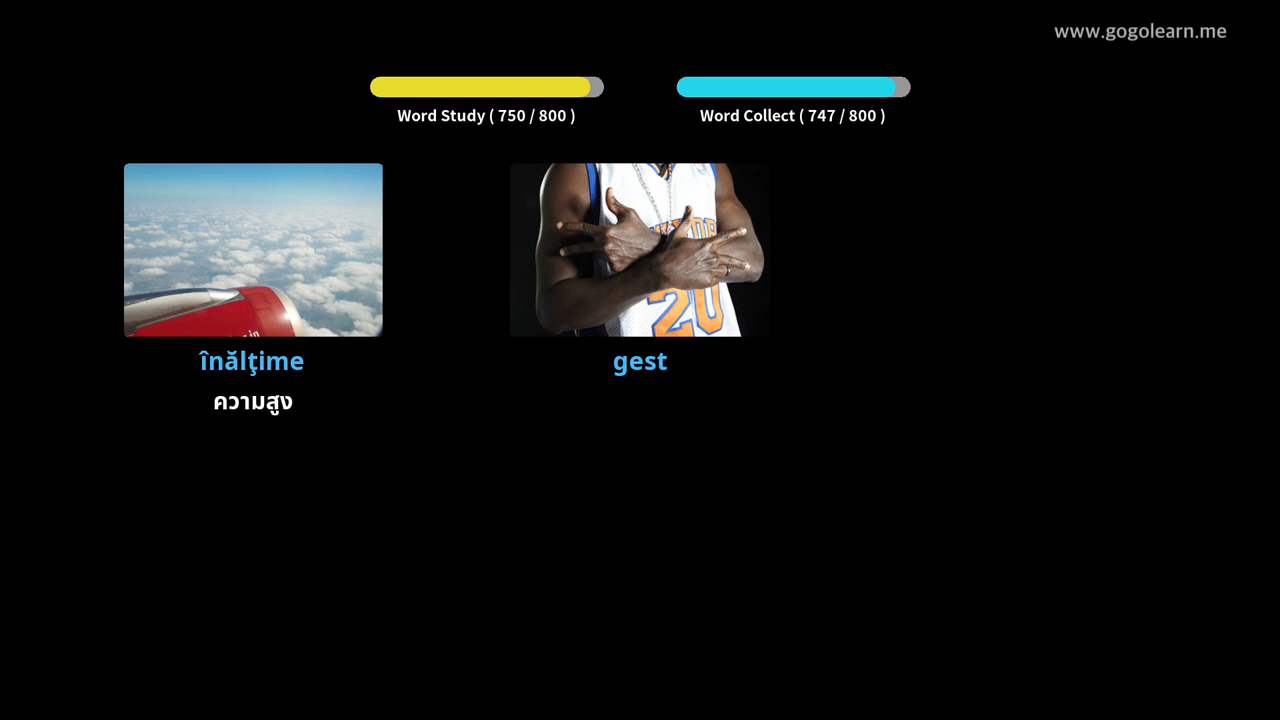 www.gogolearn.me
Word Study ( 750 / 800 )
Word Collect ( 747 / 800 )
20
înălţime
gest
ความสูง